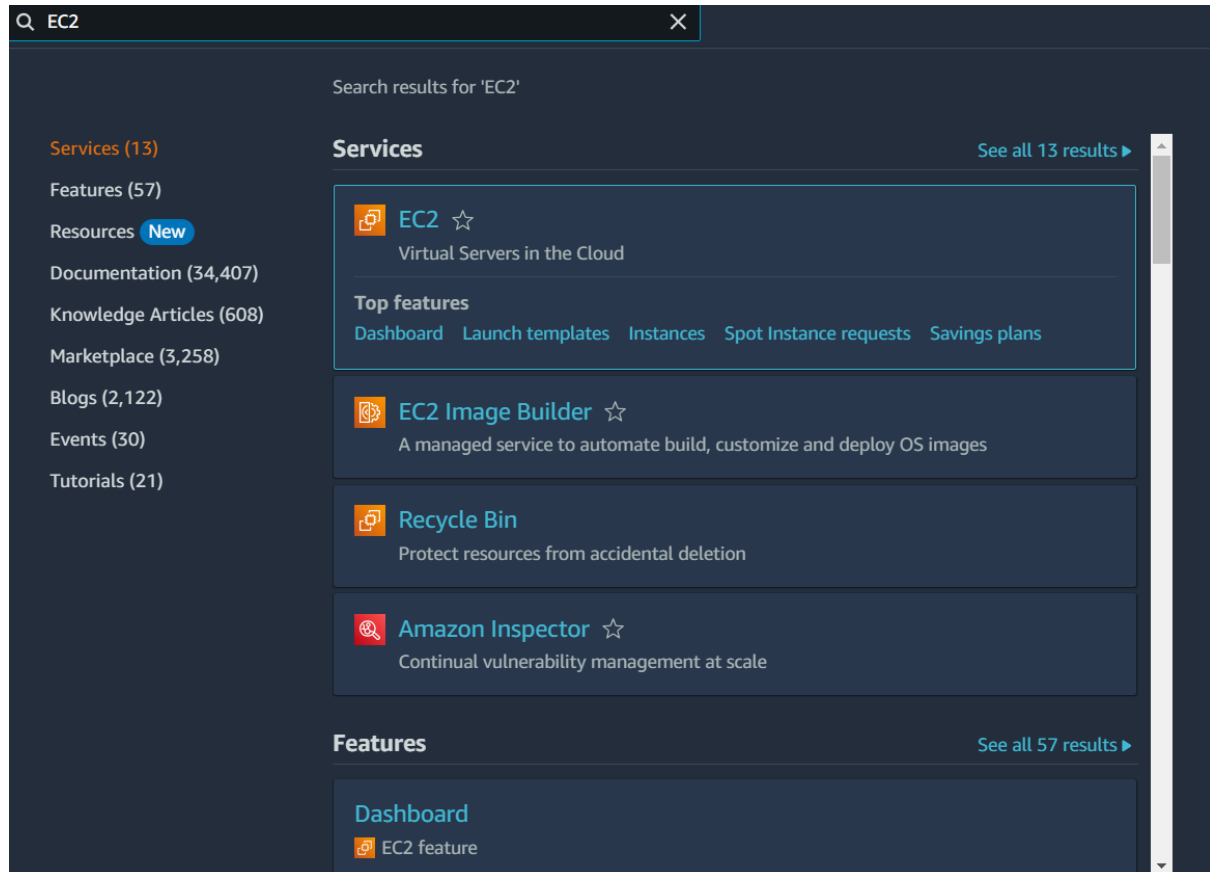 EC2
Search results for 'EC2'
Services (13)
Features (57)
Resources New
Documentation (34,407)
Knowledge Articles (608)
Marketplace (3,258)
Blogs (2,122)
Events (30)
Tutorials (21)
Services
See all 13 results
EC2
Virtual Servers in the Cloud
Top features
Dashboard Launch templates Instances Spot Instance requests Savings plans
EC2 Image Builder
A managed service to automate build, customize and deploy OS images
Recycle Bin
Protect resources from accidental deletion
Amazon Inspector
Continual vulnerability management at scale
Features
See all 57 results
Dashboard
EC2 feature